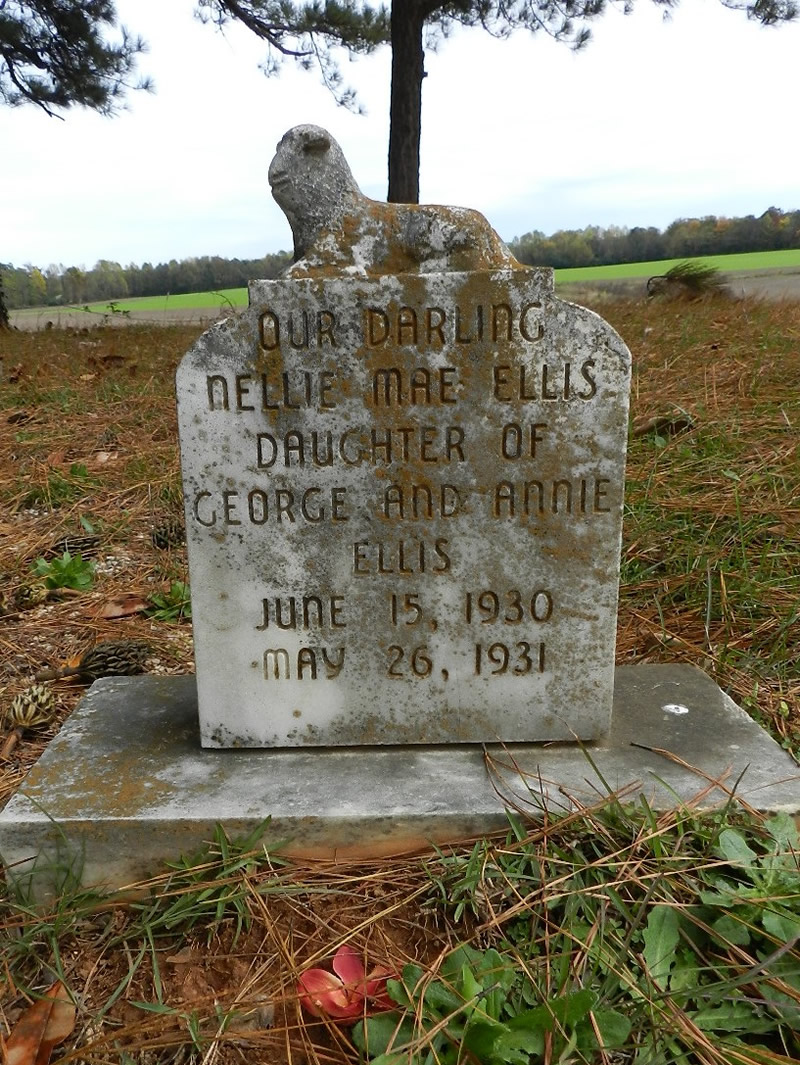 OUR DARLING
NELLIE MAE ELLIS
DAUGHTER OF
GEORGE AND ANNIE
ELLIS
JUNE 15, 1930
MAY 26, 1931